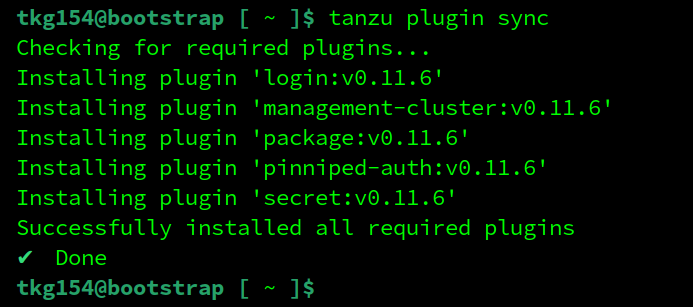 tkg154@bootstrap [ ~ ]$ tanzu plugin sync
Checking for required plugins...
Installing plugin 'login:v0.11.6'
Installing plugin 'management-cluster:v0.11.6'
Installing plugin 'package:v0.11.6'
Installing plugin 'pinniped-auth:v0.11.6'
Installing plugin 'secret:v0.11.6'
Successfully installed all required plugins
✔ Done
tkg154@bootstrap [ ~ ]$